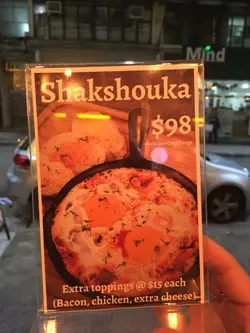 Mind
Shakshouka
$98
Extra toppings @ $15 each
(Bacon, chicken, extra cheese)